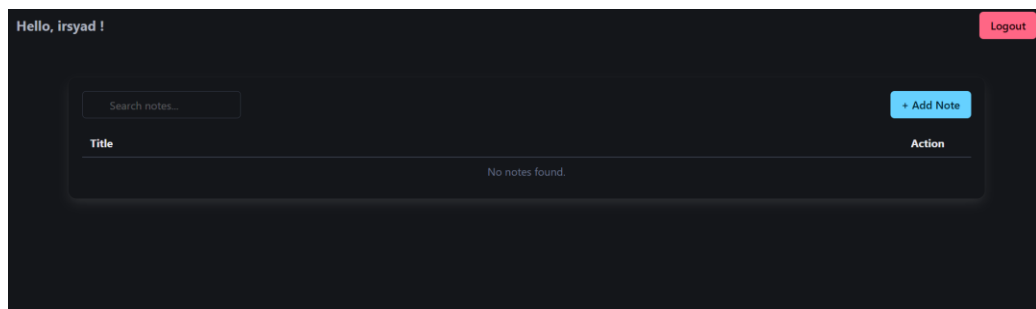 Hello, irsyad !
Logout
Search notes...
+ Add Note
Title
Action
No notes found.